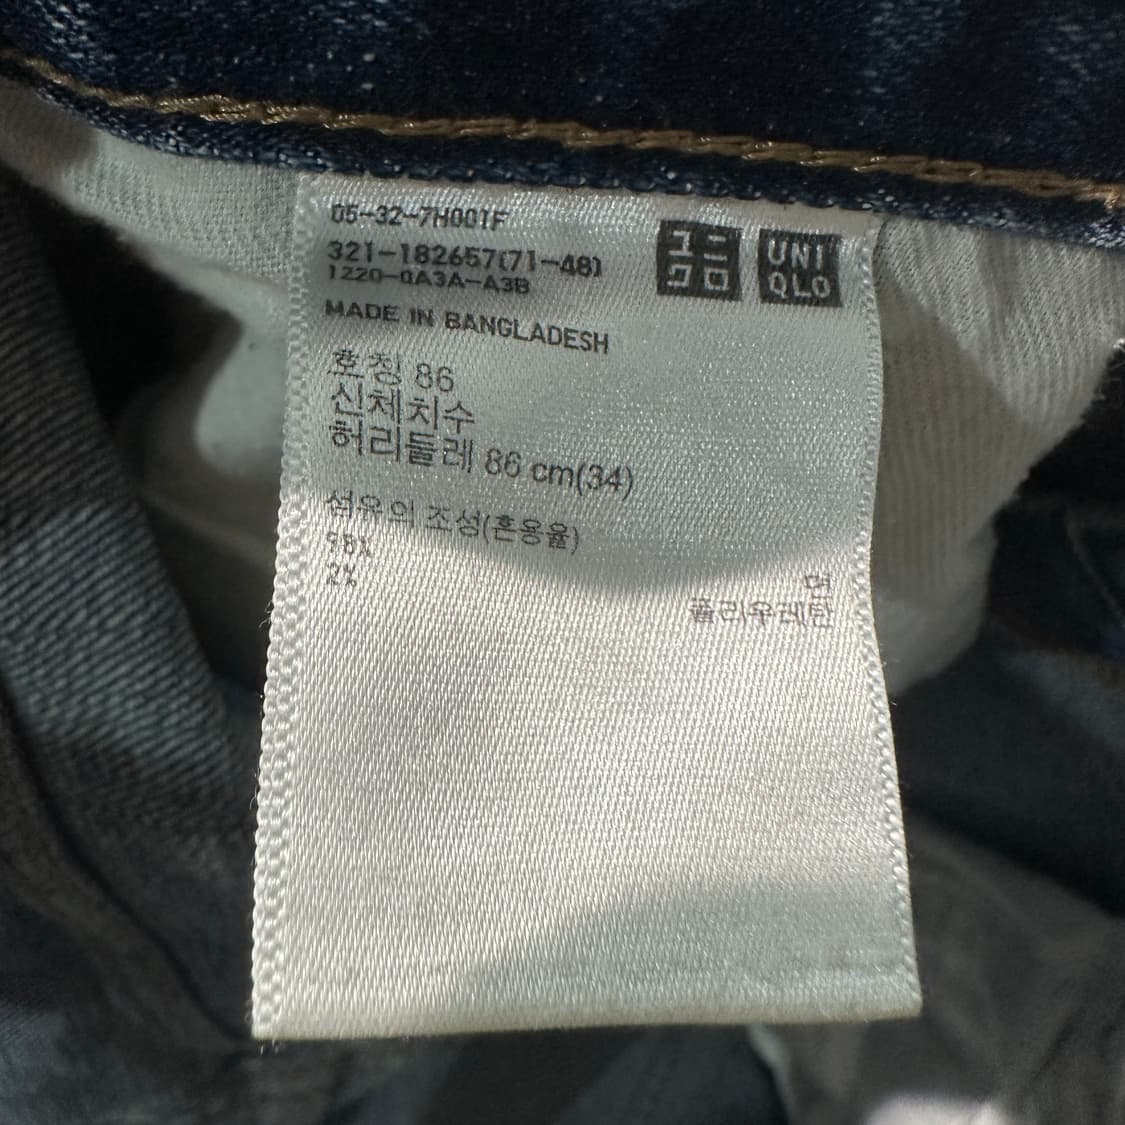 05-32-7H001F
321-182657(71-48)
1220-QA3A-A3B
ユニ
クロ
UNI
QLO
MADE IN BANGLADESH
호칭 86
신체치수
허리둘레 86 cm(34)
섬유의 조성(혼용율)
98% 면
2% 폴리우레탄